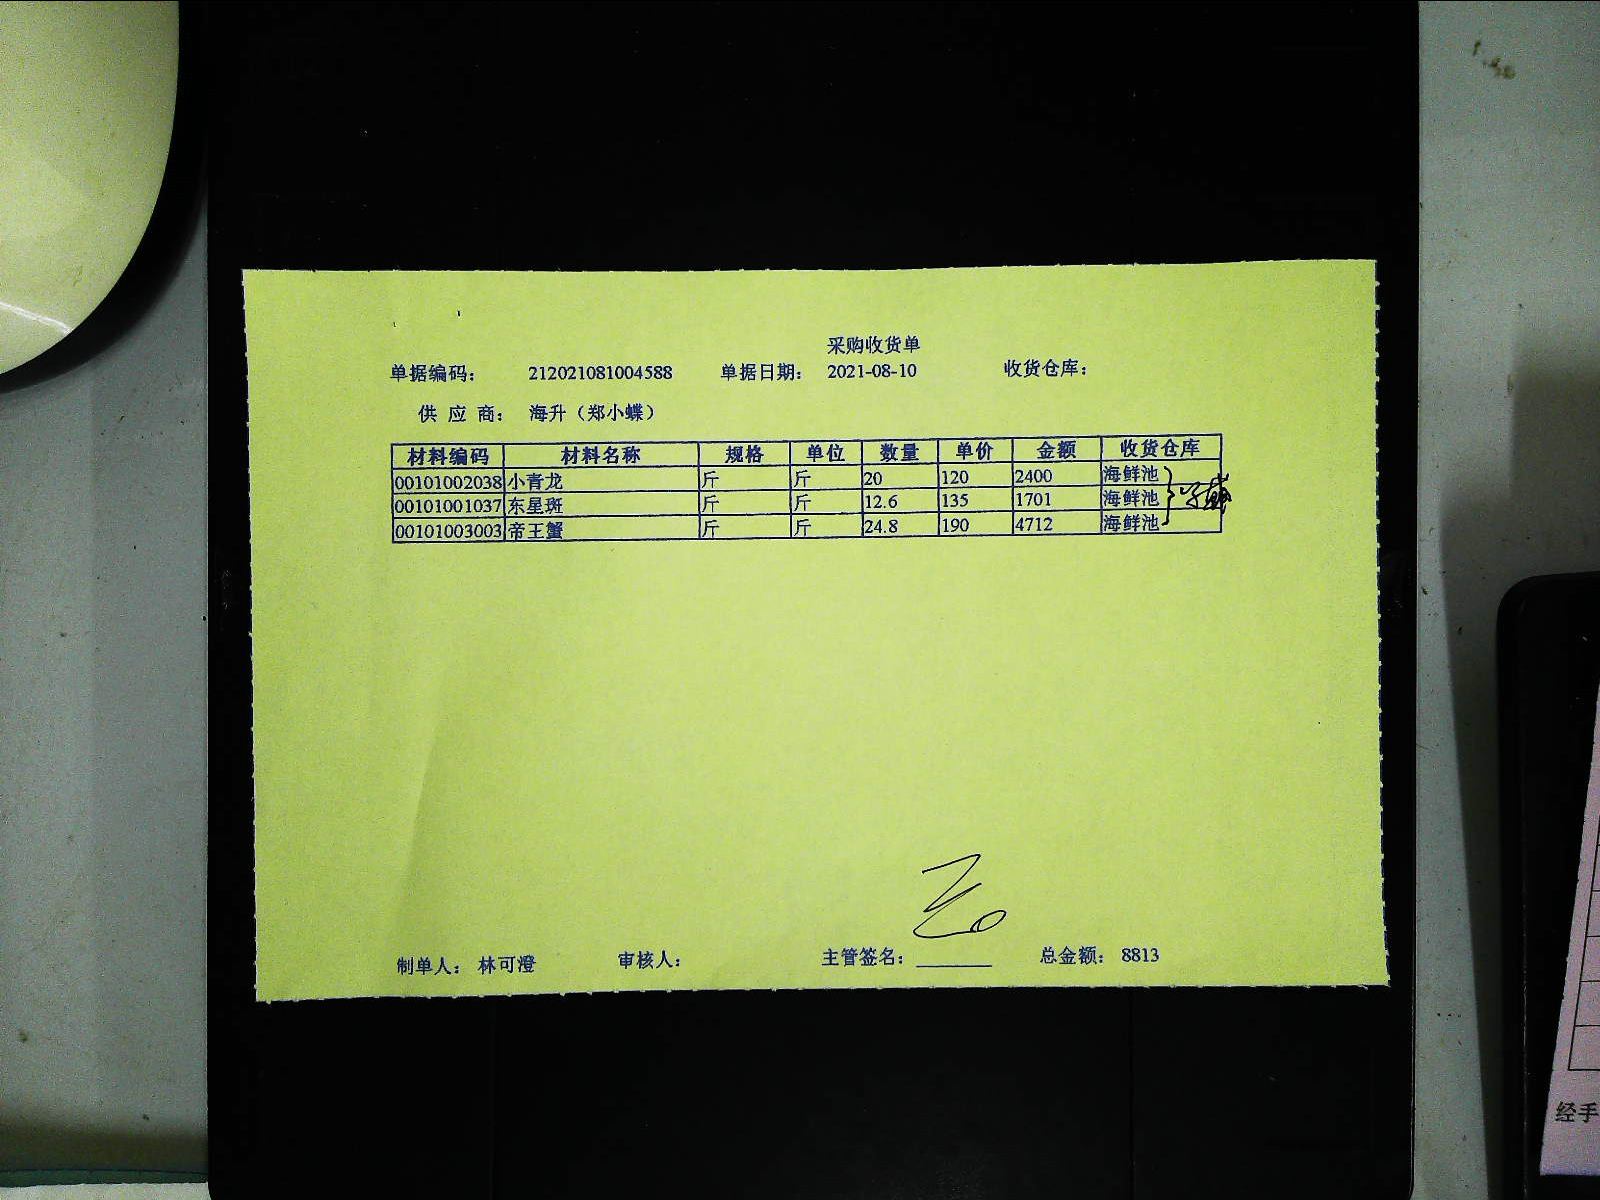 采购收货单
单据编码： 212021081004588 单据日期： 2021-08-10 收货仓库：
供 应 商： 海升（郑小蝶）
材料编码 材料名称 规格 单位 数量 单价 金额 收货仓库
00101002038 小青龙 斤 斤 20 120 2400 海鲜池
00101001037 东星斑 斤 斤 12.6 135 1701 海鲜池
00101003003 帝王蟹 斤 斤 24.8 190 4712 海鲜池
制单人： 林可澄 审核人： 主管签名： 总金额： 8813
经手